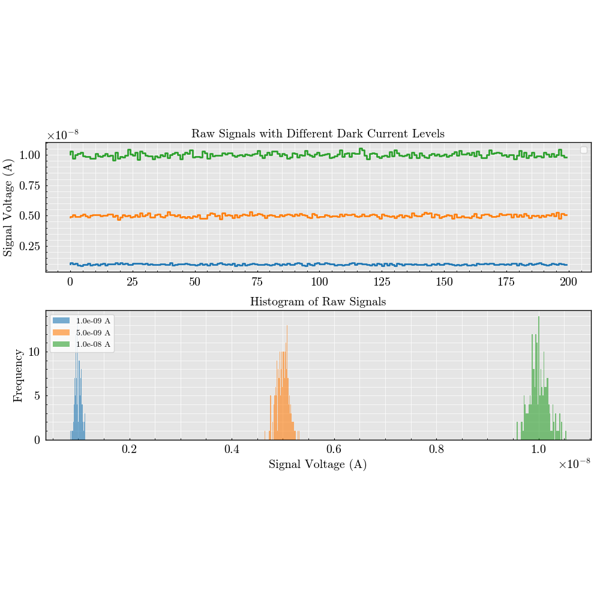 Raw Signals with Different Dark Current Levels
×10⁻⁸
Signal Voltage (A)
1.00
0.75
0.50
0.25
0 25 50 75 100 125 150 175 200
Histogram of Raw Signals
1.0e-09 A
5.0e-09 A
1.0e-08 A
Frequency
10
5
0
0.2 0.4 0.6 0.8 1.0
Signal Voltage (A)
×10⁻⁸